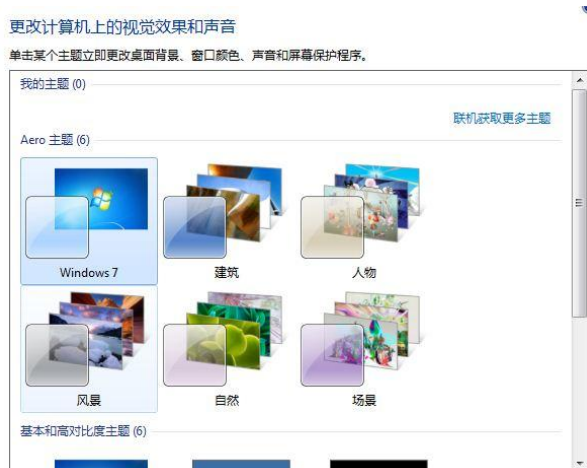 更改计算机上的视觉效果和声音
单击某个主题立即更改桌面背景、窗口颜色、声音和屏幕保护程序。
我的主题 (0)
联机获取更多主题
Aero 主题 (6)
Windows 7
建筑
人物
风景
自然
场景
基本和高对比度主题 (6)